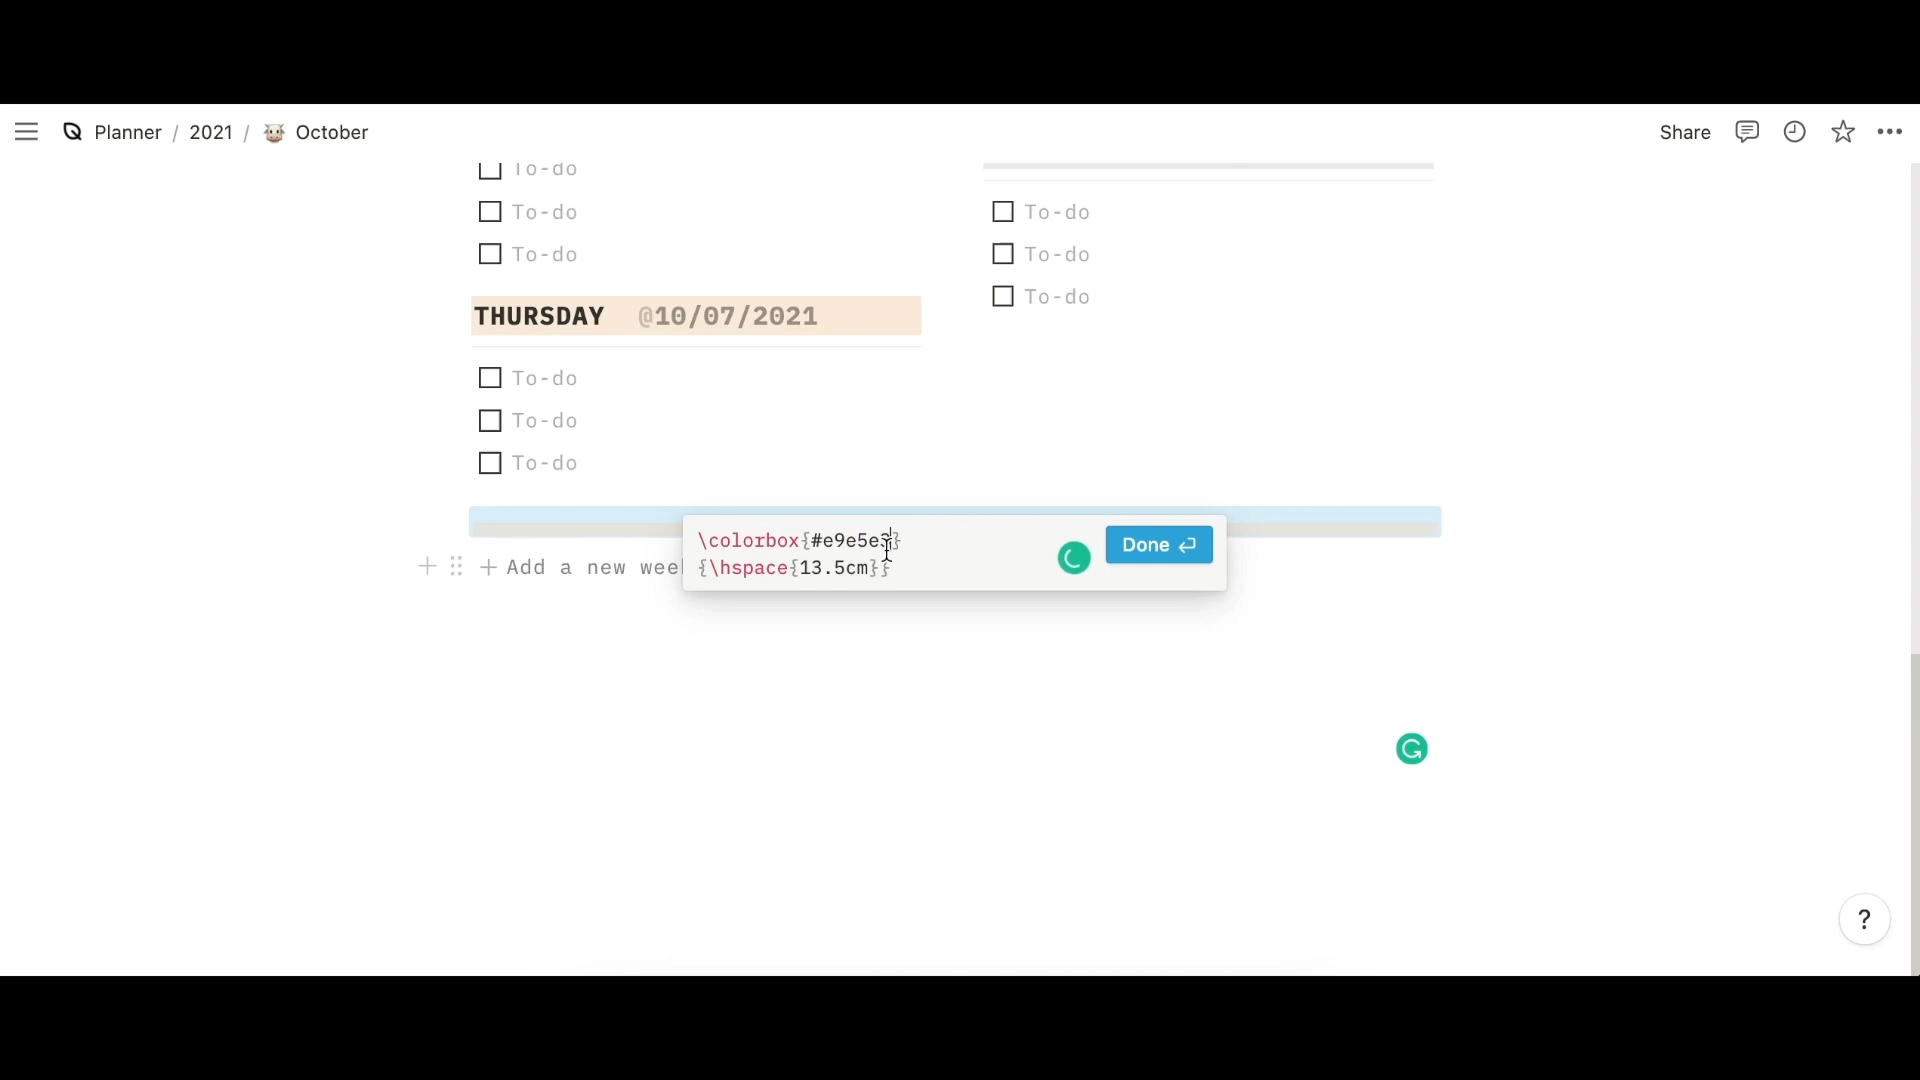 Planner / 2021 / October
Share
To-do
To-do
To-do
THURSDAY @10/07/2021
To-do
To-do
To-do
To-do
To-do
To-do
\colorbox{#e9e5e3}
{\hspace{13.5cm}}
Done
+ Add a new wee
?